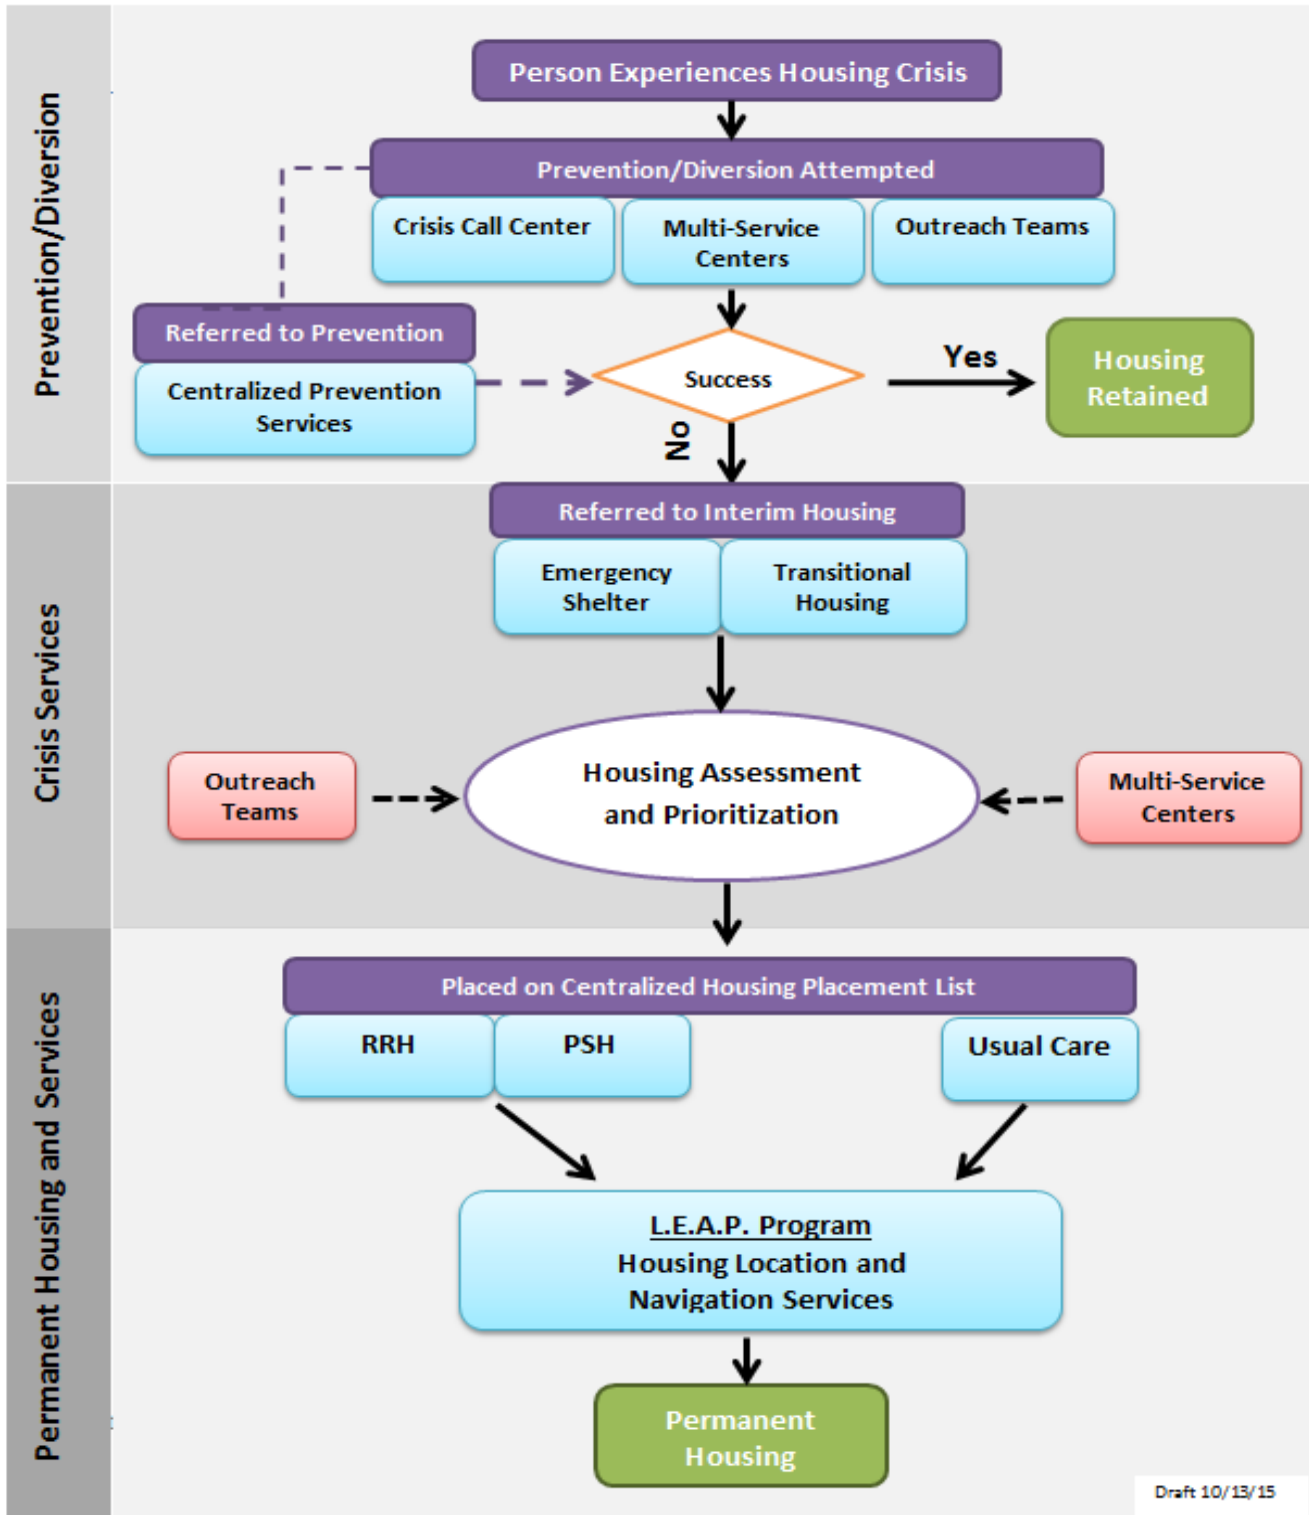 Prevention/Diversion
Person Experiences Housing Crisis
Prevention/Diversion Attempted
Crisis Call Center
Multi-Service
Centers
Outreach Teams
Referred to Prevention
Centralized Prevention
Services
Success
Yes
Housing
Retained
No
Crisis Services
Referred to Interim Housing
Emergency
Shelter
Transitional
Housing
Outreach
Teams
Housing Assessment
and Prioritization
Multi-Service
Centers
Permanent Housing and Services
Placed on Centralized Housing Placement List
RRH
PSH
Usual Care
L.E.A.P. Program
Housing Location and
Navigation Services
Permanent
Housing
Draft 10/13/15